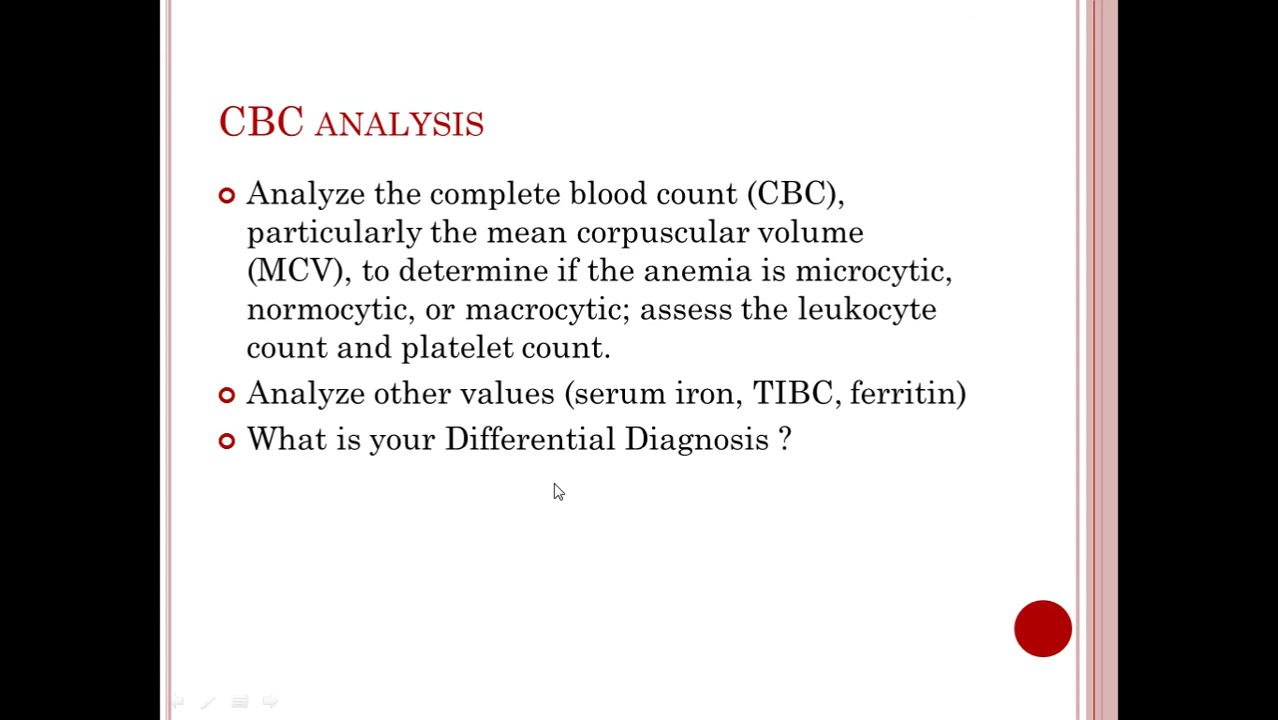 CBC ANALYSIS
Analyze the complete blood count (CBC),
particularly the mean corpuscular volume
(MCV), to determine if the anemia is microcytic,
normocytic, or macrocytic; assess the leukocyte
count and platelet count.
Analyze other values (serum iron, TIBC, ferritin)
What is your Differential Diagnosis ?